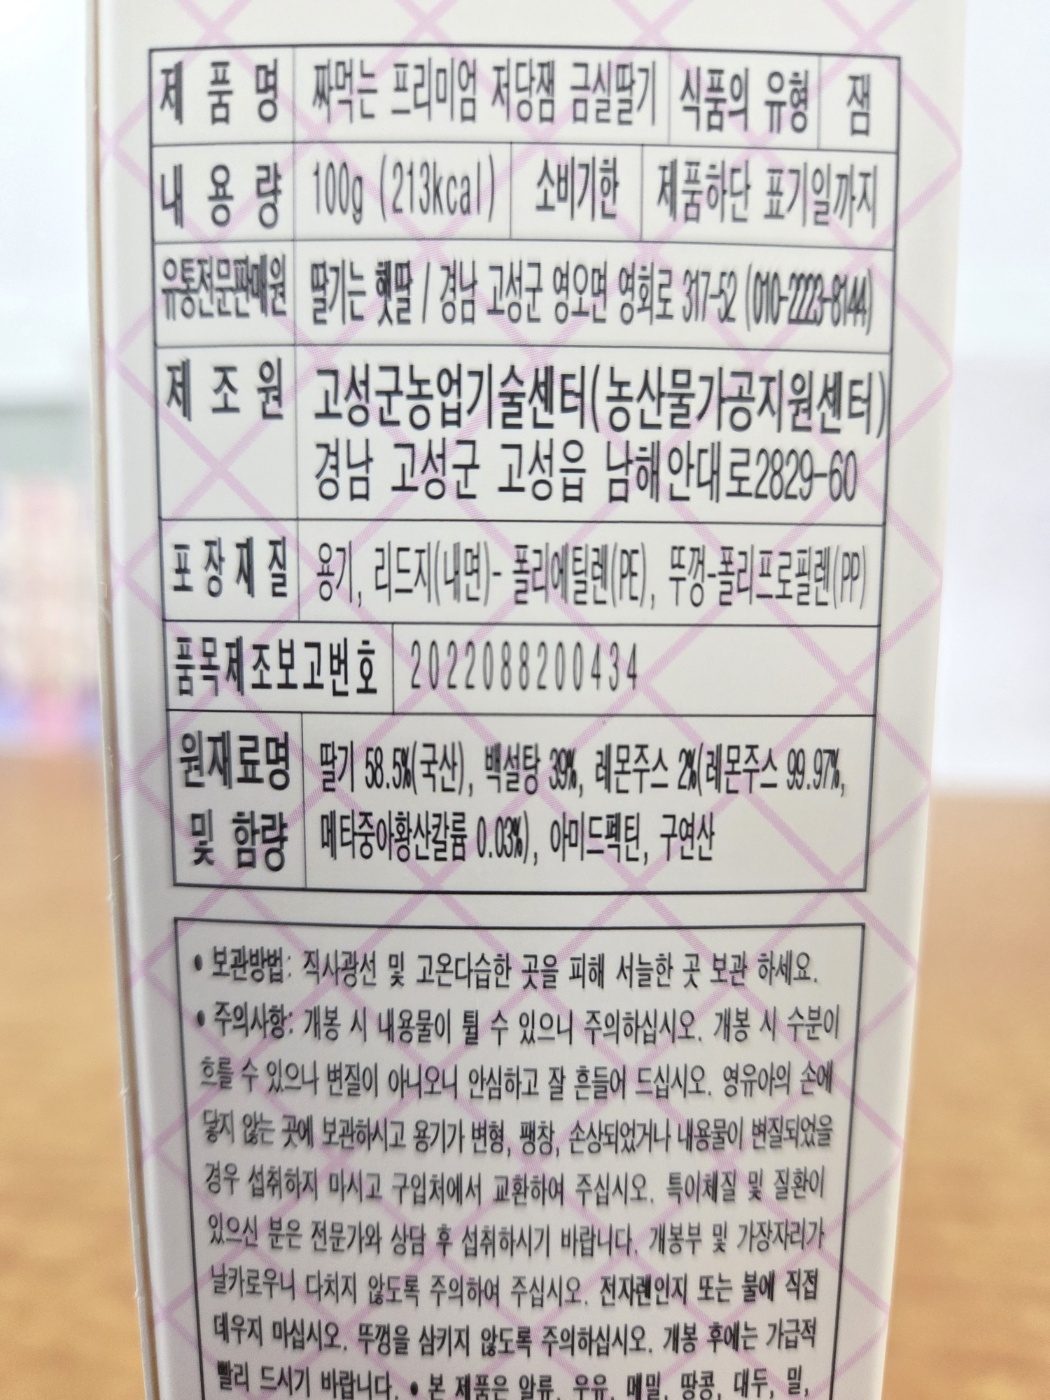 제 품 명 짜먹는 프리미엄 저당잼 금실딸기 식품의 유형 잼
내 용 량 100g (213kcal) 소비기한 제품하단 표기일까지
유통전문판매원 딸기는 햇딸 / 경남 고성군 영오면 영회로 317-52 (010-2223-8144)
제 조 원 고성군농업기술센터(농산물가공지원센터)
경남 고성군 고성읍 남해안대로2829-60
포 장 재 질 용기, 리드지(내면)- 폴리에틸렌(PE), 뚜껑-폴리프로필렌(PP)
품목제조보고번호 2022088200434
원재료명 딸기 58.5%(국산), 백설탕 39%, 레몬주스 2%(레몬주스 99.97%,
및 함량 메타중아황산칼륨 0.03%), 아미드펙틴, 구연산
• 보관방법: 직사광선 및 고온다습한 곳을 피해 서늘한 곳 보관 하세요.
• 주의사항: 개봉 시 내용물이 튈 수 있으니 주의하십시오. 개봉 시 수분이
흐를 수 있으나 변질이 아니오니 안심하고 잘 흔들어 드십시오. 영유아의 손에
닿지 않는 곳에 보관하시고 용기가 변형, 팽창, 손상되었거나 내용물이 변질되었을
경우 섭취하지 마시고 구입처에서 교환하여 주십시오. 특이체질 및 질환이
있으신 분은 전문가와 상담 후 섭취하시기 바랍니다. 개봉부 및 가장자리가
날카로우니 다치지 않도록 주의하여 주십시오. 전자렌인지 또는 불에 직접
데우지 마십시오. 뚜껑을 삼키지 않도록 주의하십시오. 개봉 후에는 가급적
빨리 드시기 바랍니다. • 본 제품은 알류, 우유, 메밀, 땅콩, 대두, 밀,